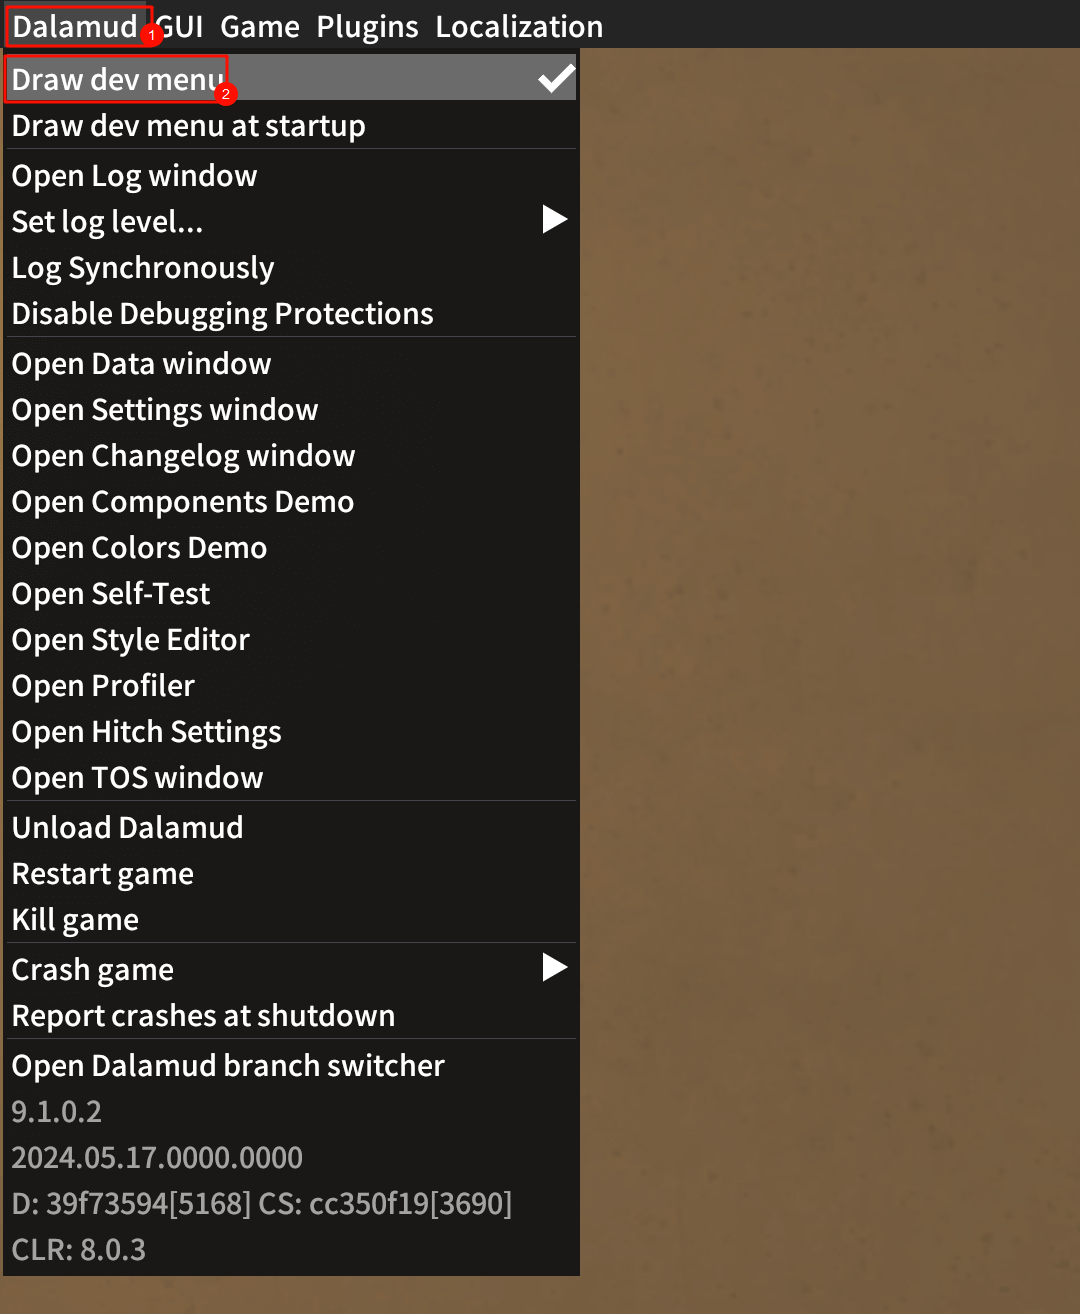 Dalamud 1 GUI Game Plugins Localization
Draw dev menu 2
Draw dev menu at startup
Open Log window
Set log level...
Log Synchronously
Disable Debugging Protections
Open Data window
Open Settings window
Open Changelog window
Open Components Demo
Open Colors Demo
Open Self-Test
Open Style Editor
Open Profiler
Open Hitch Settings
Open TOS window
Unload Dalamud
Restart game
Kill game
Crash game
Report crashes at shutdown
Open Dalamud branch switcher
9.1.0.2
2024.05.17.0000.0000
D: 39f73594[5168] CS: cc350f19[3690]
CLR: 8.0.3